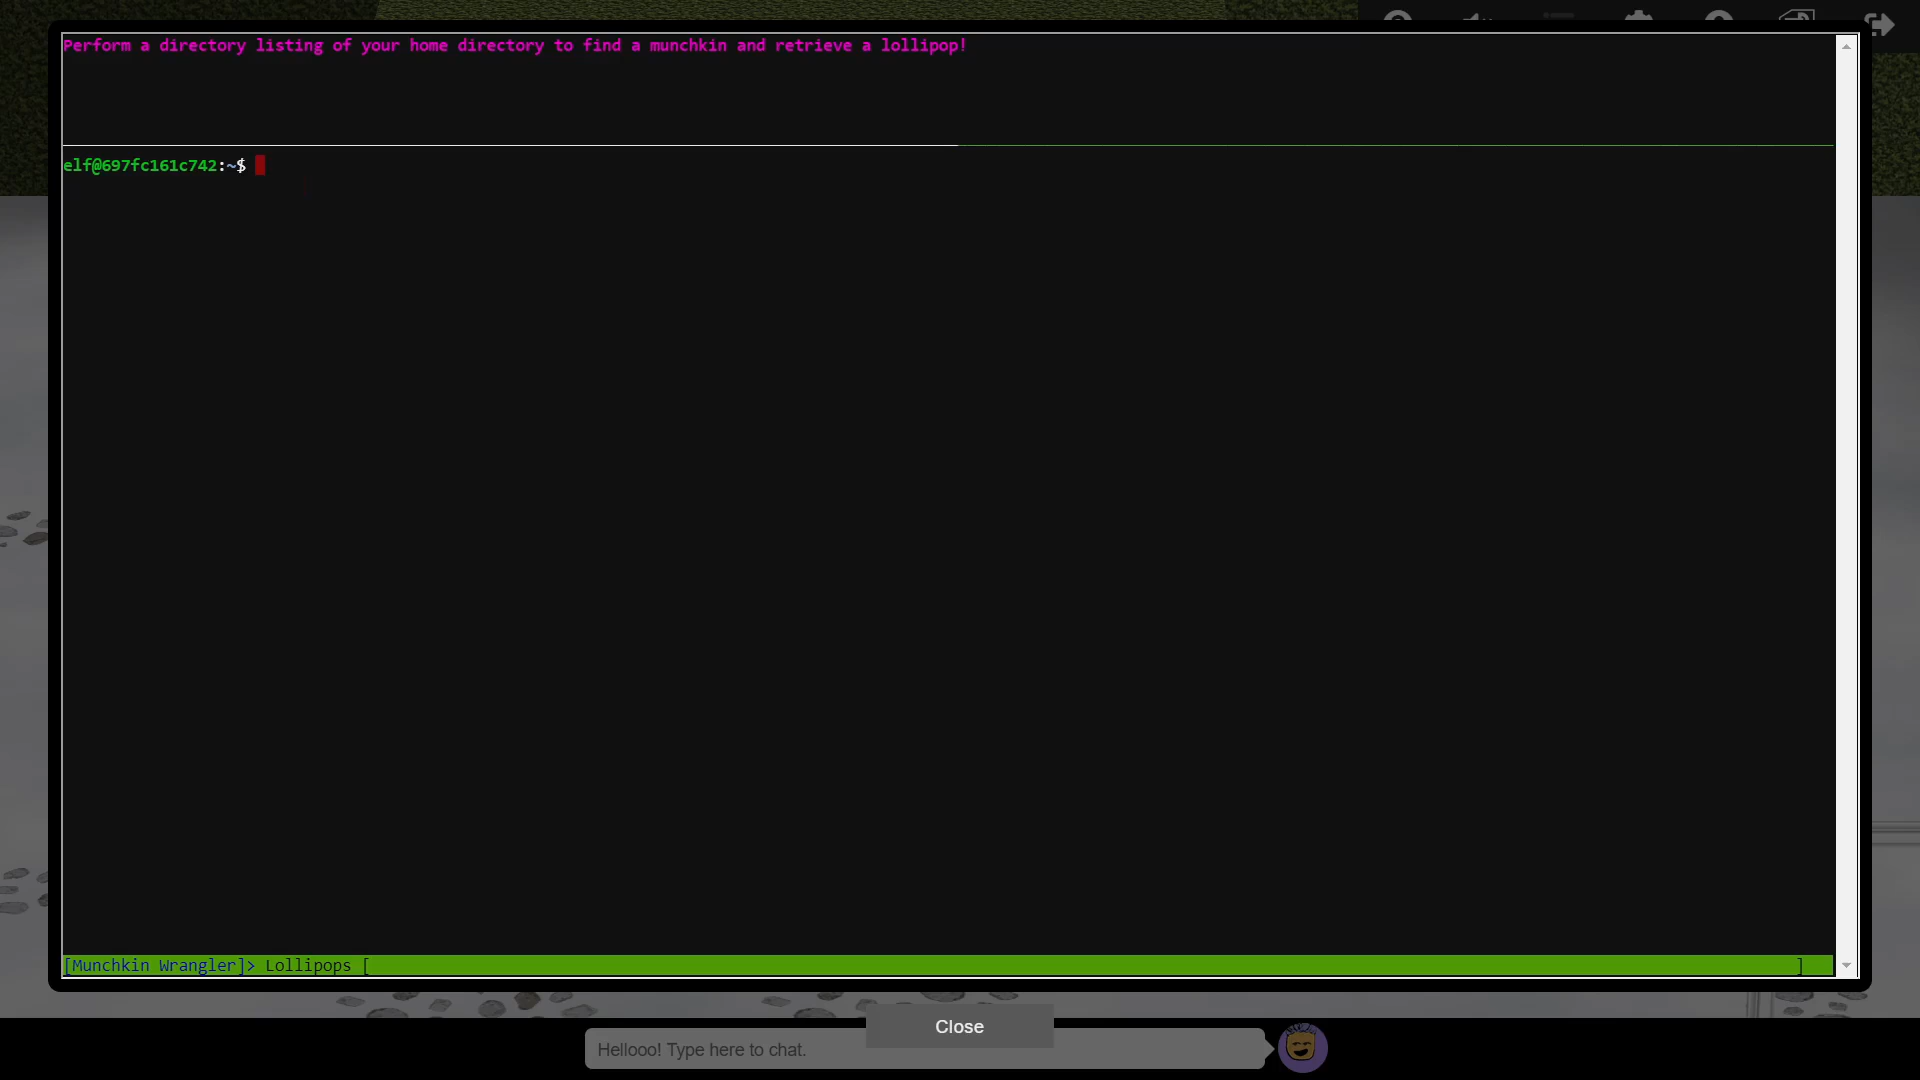 Perform a directory listing of your home directory to find a munchkin and retrieve a lollipop!
elf@697fc161c742:~$
[Munchkin Wrangler]> Lollipops [ ]
Close
Hellooo! Type here to chat.